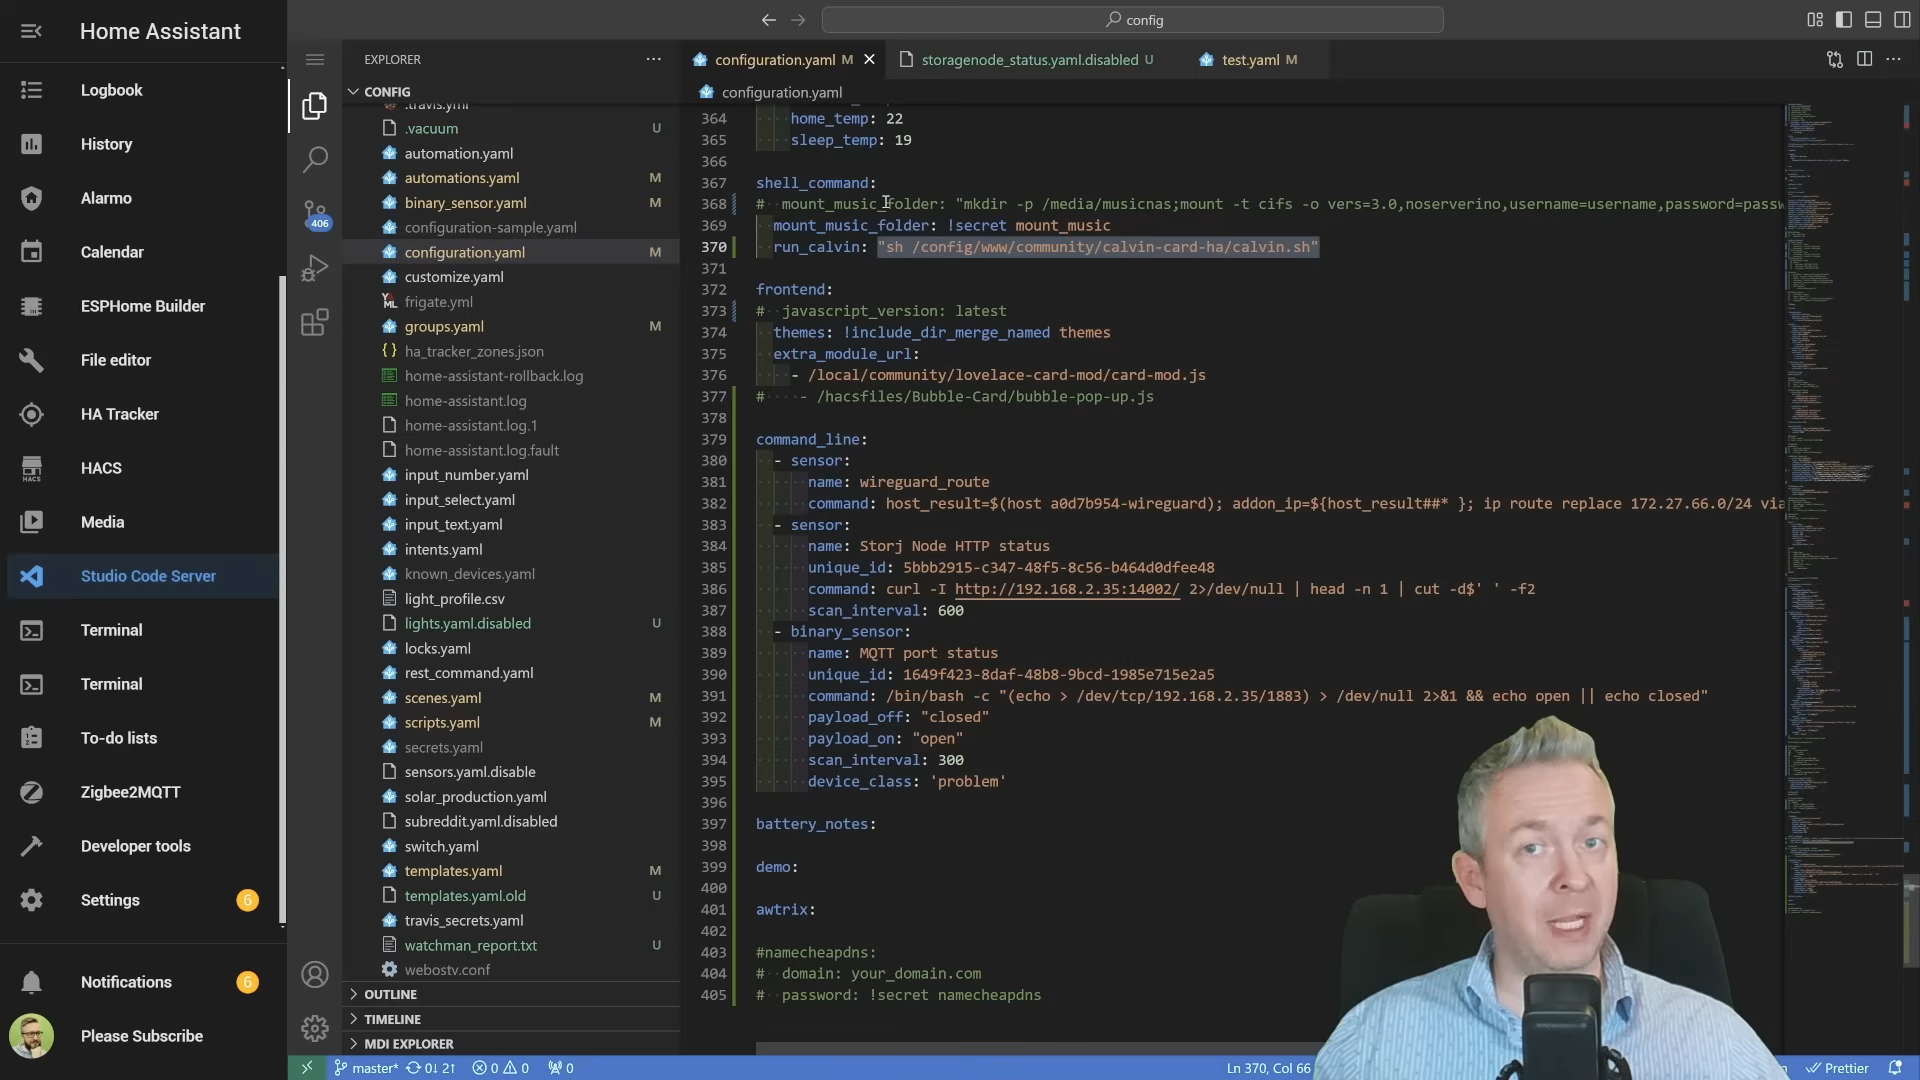 Home Assistant
Logbook
History
Alarmo
Calendar
ESPHome Builder
File editor
HA Tracker
HACS
HACS
Media
Studio Code Server
Terminal
Terminal
To-do lists
Zigbee2MQTT
Developer tools
Settings 6
Notifications 6
Please Subscribe
config
406
EXPLORER
CONFIG
.travis.yml
.vacuum U
automation.yaml
automations.yaml M
binary_sensor.yaml M
configuration-sample.yaml
configuration.yaml M
customize.yaml
frigate.yml
groups.yaml M
ha_tracker_zones.json
home-assistant-rollback.log
home-assistant.log
home-assistant.log.1
home-assistant.log.fault
input_number.yaml
input_select.yaml
input_text.yaml
intents.yaml
known_devices.yaml
light_profile.csv
lights.yaml.disabled U
locks.yaml
rest_command.yaml
scenes.yaml M
scripts.yaml M
secrets.yaml
sensors.yaml.disable
solar_production.yaml
subreddit.yaml.disabled
switch.yaml
templates.yaml M
templates.yaml.old U
travis_secrets.yaml
watchman_report.txt U
webostv.conf
OUTLINE
TIMELINE
MDI EXPLORER
configuration.yaml M
storagenode_status.yaml.disabled U
test.yaml M
configuration.yaml
364 home_temp: 22
365 sleep_temp: 19
366
367 shell_command:
368 # mount_music_folder: "mkdir -p /media/musicnas;mount -t cifs -o vers=3.0,noserverino,username=username,password=passw
369 mount_music_folder: !secret mount_music
370 run_calvin: "sh /config/www/community/calvin-card-ha/calvin.sh"
371
372 frontend:
373 # javascript_version: latest
374 themes: !include_dir_merge_named themes
375 extra_module_url:
376 - /local/community/lovelace-card-mod/card-mod.js
377 # - /hacsfiles/Bubble-Card/bubble-pop-up.js
378
379 command_line:
380 - sensor:
381 name: wireguard_route
382 command: host_result=$(host a0d7b954-wireguard); addon_ip=${host_result##* }; ip route replace 172.27.66.0/24 via
383 - sensor:
384 name: Storj Node HTTP status
385 unique_id: 5bbb2915-c347-48f5-8c56-b464d0dfee48
386 command: curl -I http://192.168.2.35:14002/ 2>/dev/null | head -n 1 | cut -d$' ' -f2
387 scan_interval: 600
388 - binary_sensor:
389 name: MQTT port status
390 unique_id: 1649f423-8daf-48b8-9bcd-1985e715e2a5
391 command: /bin/bash -c "(echo > /dev/tcp/192.168.2.35/1883) > /dev/null 2>&1 && echo open || echo closed"
392 payload_off: "closed"
393 payload_on: "open"
394 scan_interval: 300
395 device_class: 'problem'
396
397 battery_notes:
398
399 demo:
400
401 awtrix:
402
403 #namecheapdns:
404 # domain: your_domain.com
405 # password: !secret namecheapdns
master* 0↓ 2↑ 0 0 0
Ln 370, Col 66
Prettier